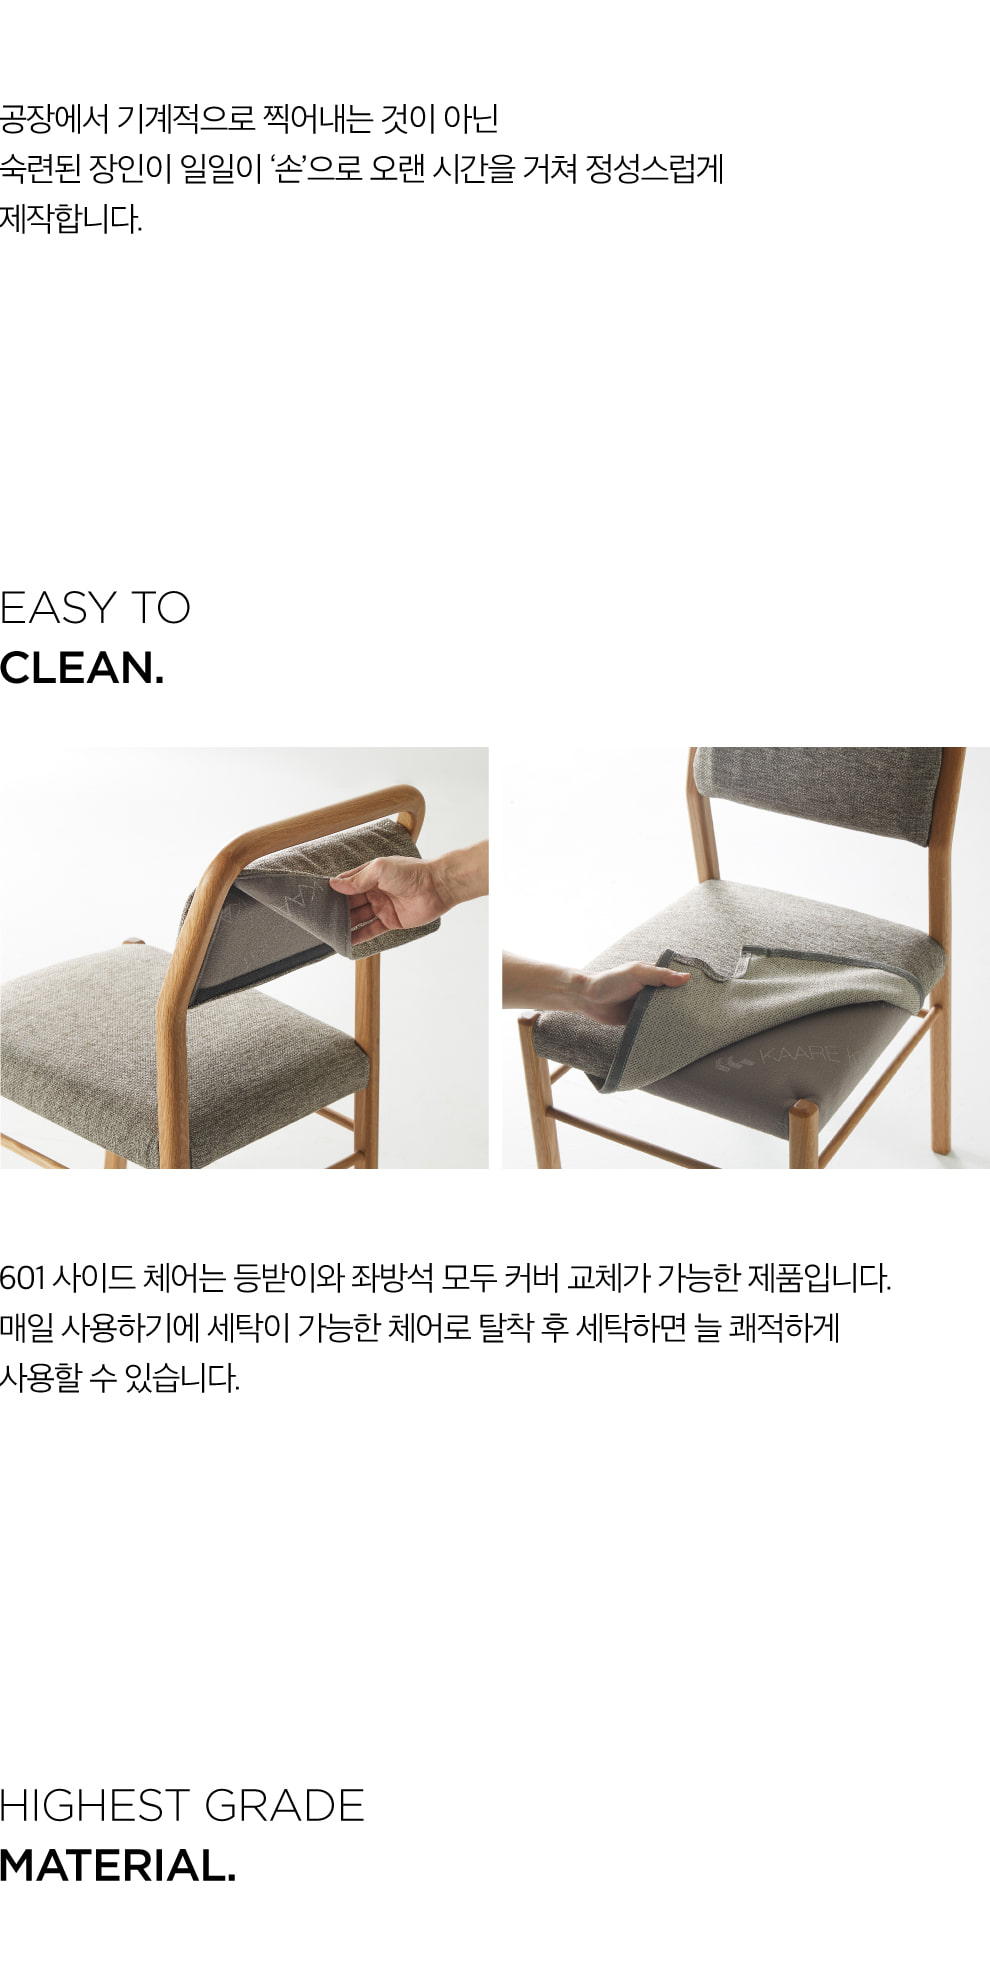 공장에서 기계적으로 찍어내는 것이 아닌
숙련된 장인이 일일이 ‘손’으로 오랜 시간을 거쳐 정성스럽게
제작합니다.
EASY TO
CLEAN.
KAARE
601 사이드 체어는 등받이와 좌방석 모두 커버 교체가 가능한 제품입니다.
매일 사용하기에 세탁이 가능한 체어로 탈착 후 세탁하면 늘 쾌적하게
사용할 수 있습니다.
HIGHEST GRADE
MATERIAL.